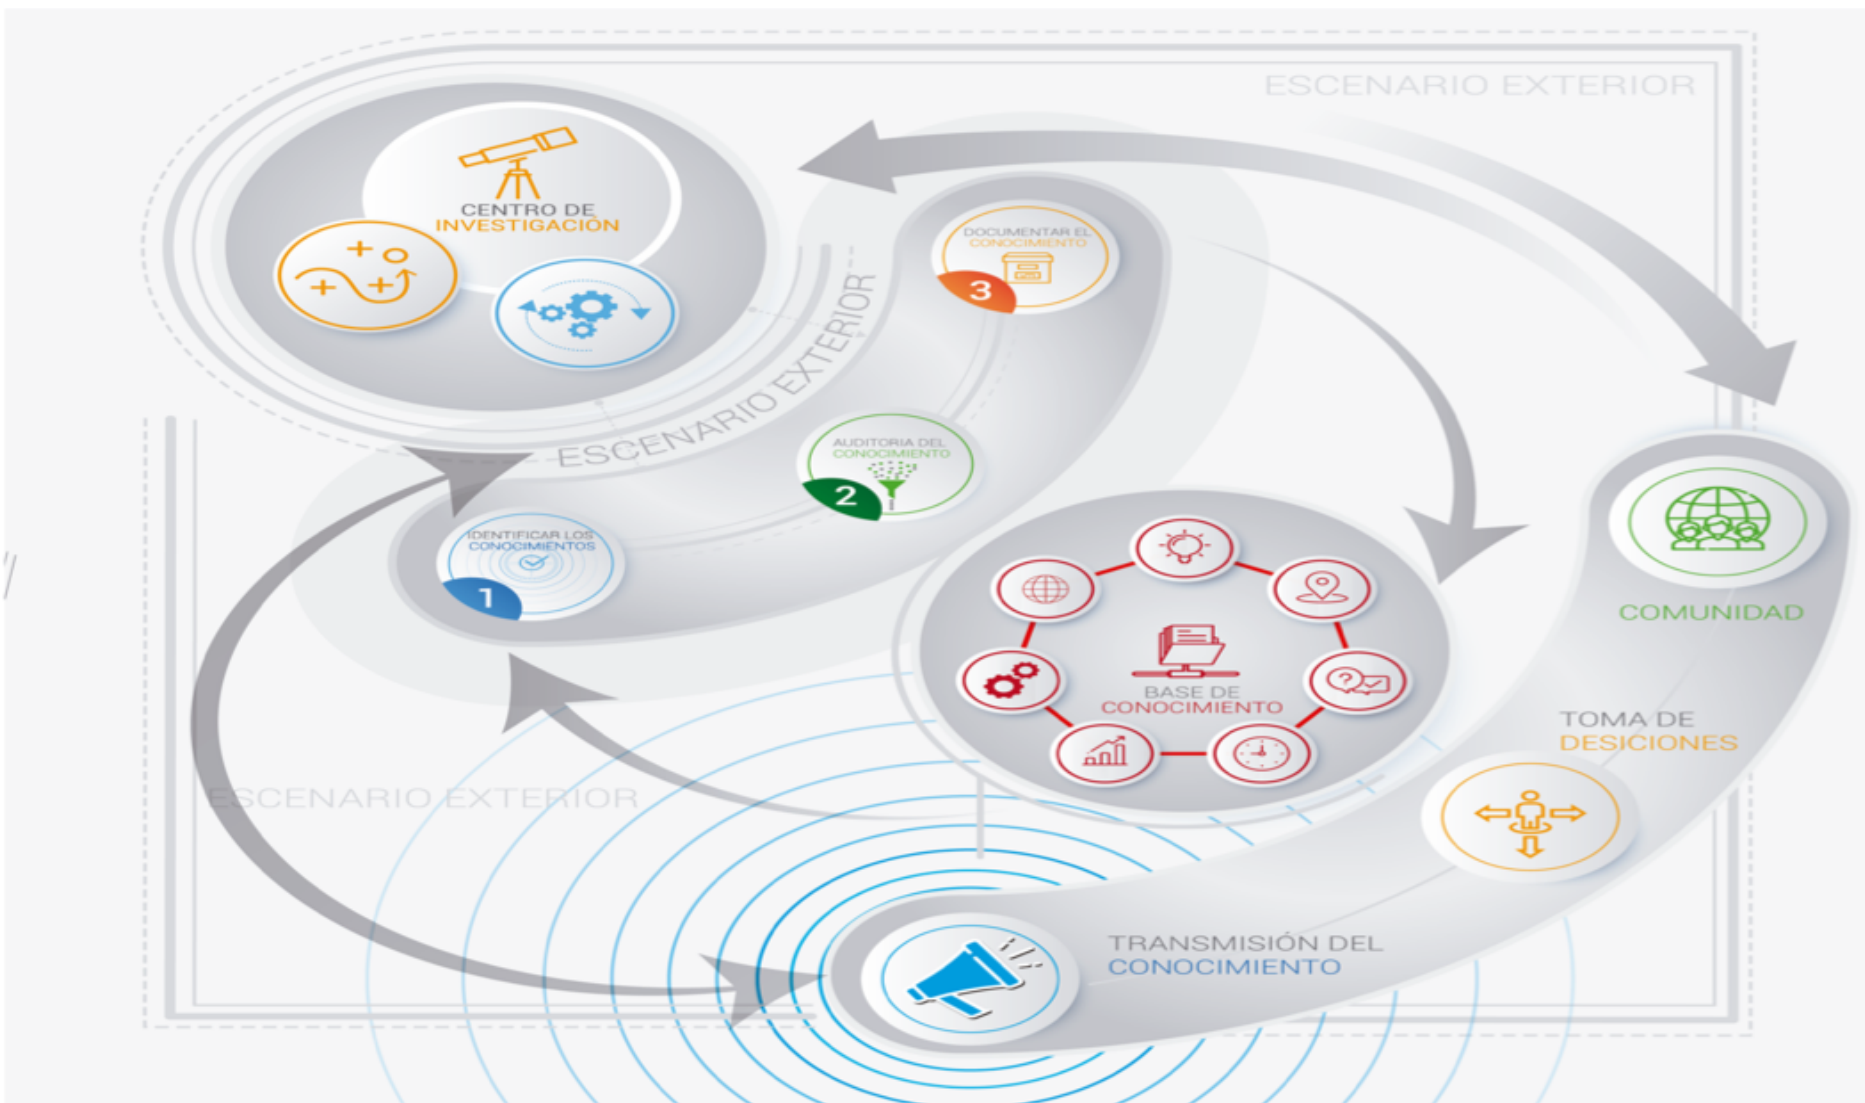 ESCENARIO EXTERIOR
CENTRO DE
INVESTIGACIÓN
DOCUMENTAR EL
CONOCIMIENTO
3
ESCENARIO EXTERIOR
AUDITORIA DEL
CONOCIMIENTO
2
IDENTIFICAR LOS
CONOCIMIENTOS
1
COMUNIDAD
BASE DE
CONOCIMIENTO
TOMA DE
DESICIONES
ESCENARIO EXTERIOR
TRANSMISIÓN DEL
CONOCIMIENTO